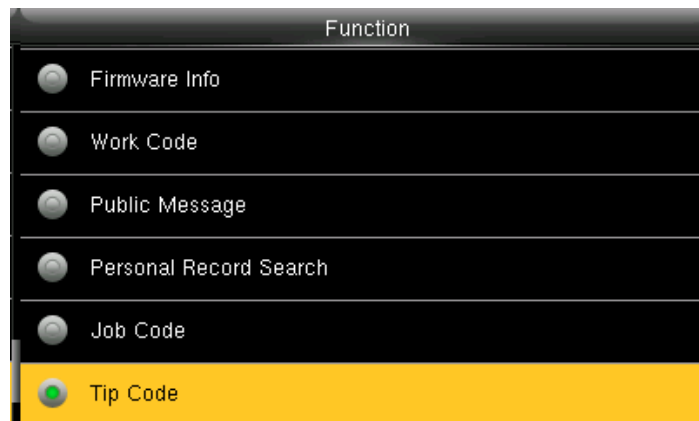 Function
Firmware Info
Work Code
Public Message
Personal Record Search
Job Code
Tip Code